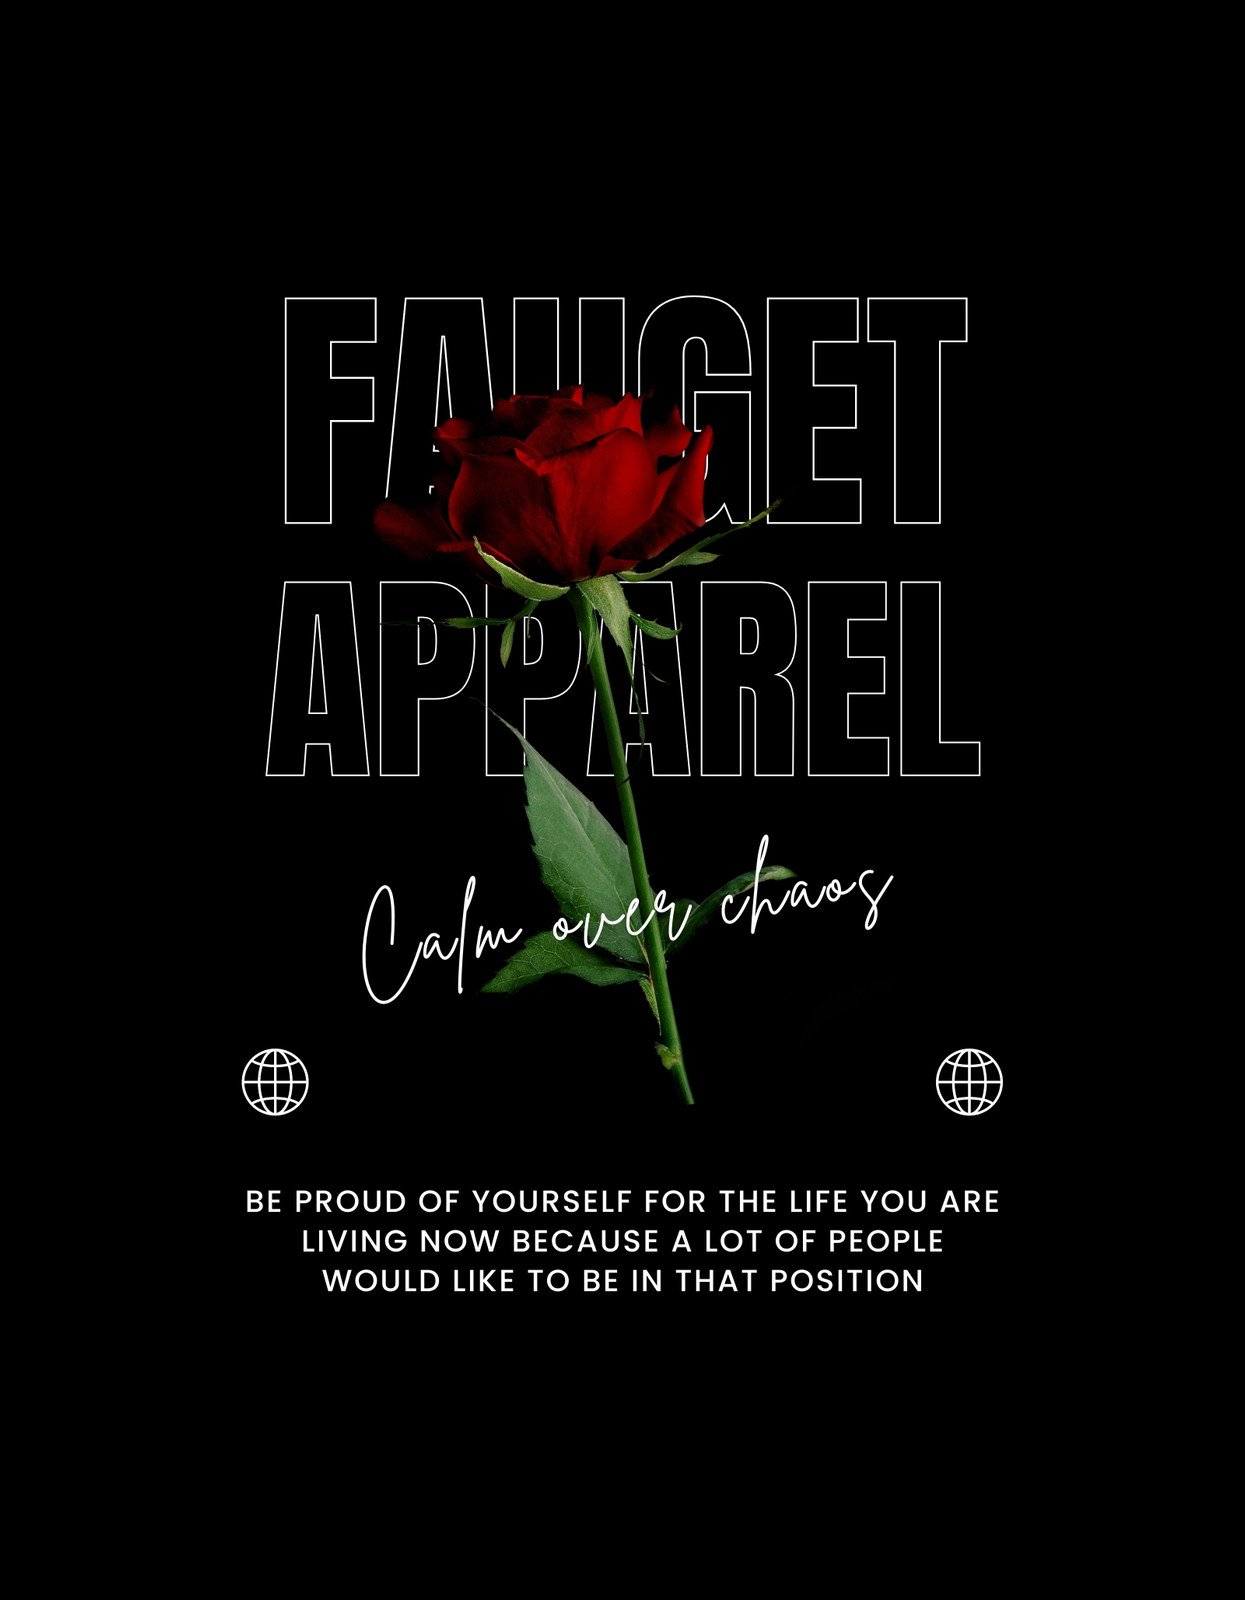 FAUGET
APPAREL
Calm over chaos
BE PROUD OF YOURSELF FOR THE LIFE YOU ARE
LIVING NOW BECAUSE A LOT OF PEOPLE
WOULD LIKE TO BE IN THAT POSITION